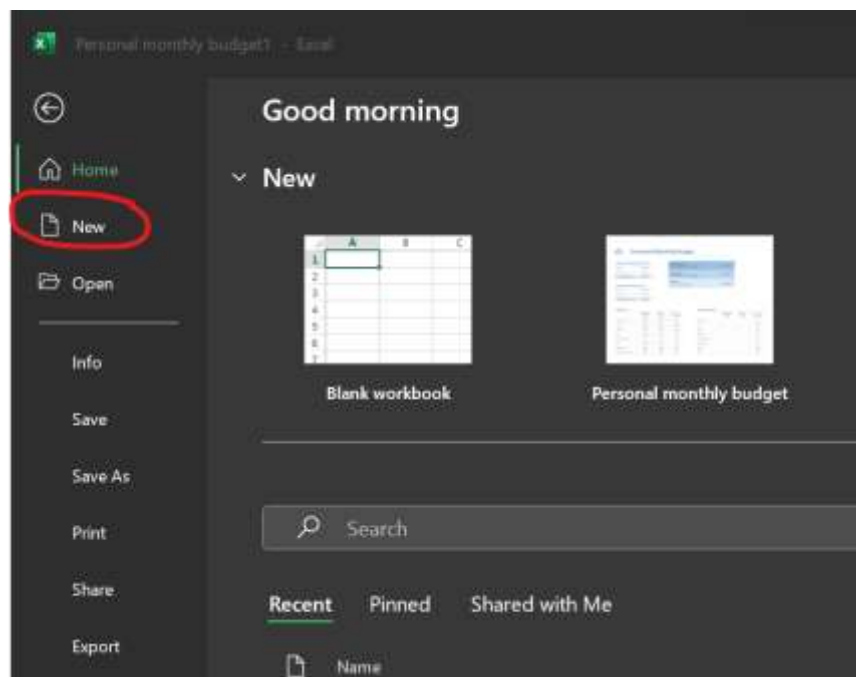 Personal monthly budget1 - Excel
Good morning
Home
New
Open
Info
Save
Save As
Print
Share
Export
New
A B C
1
2
3
4
5
6
7
Blank workbook
Personal monthly budget
Search
Recent Pinned Shared with Me
Name